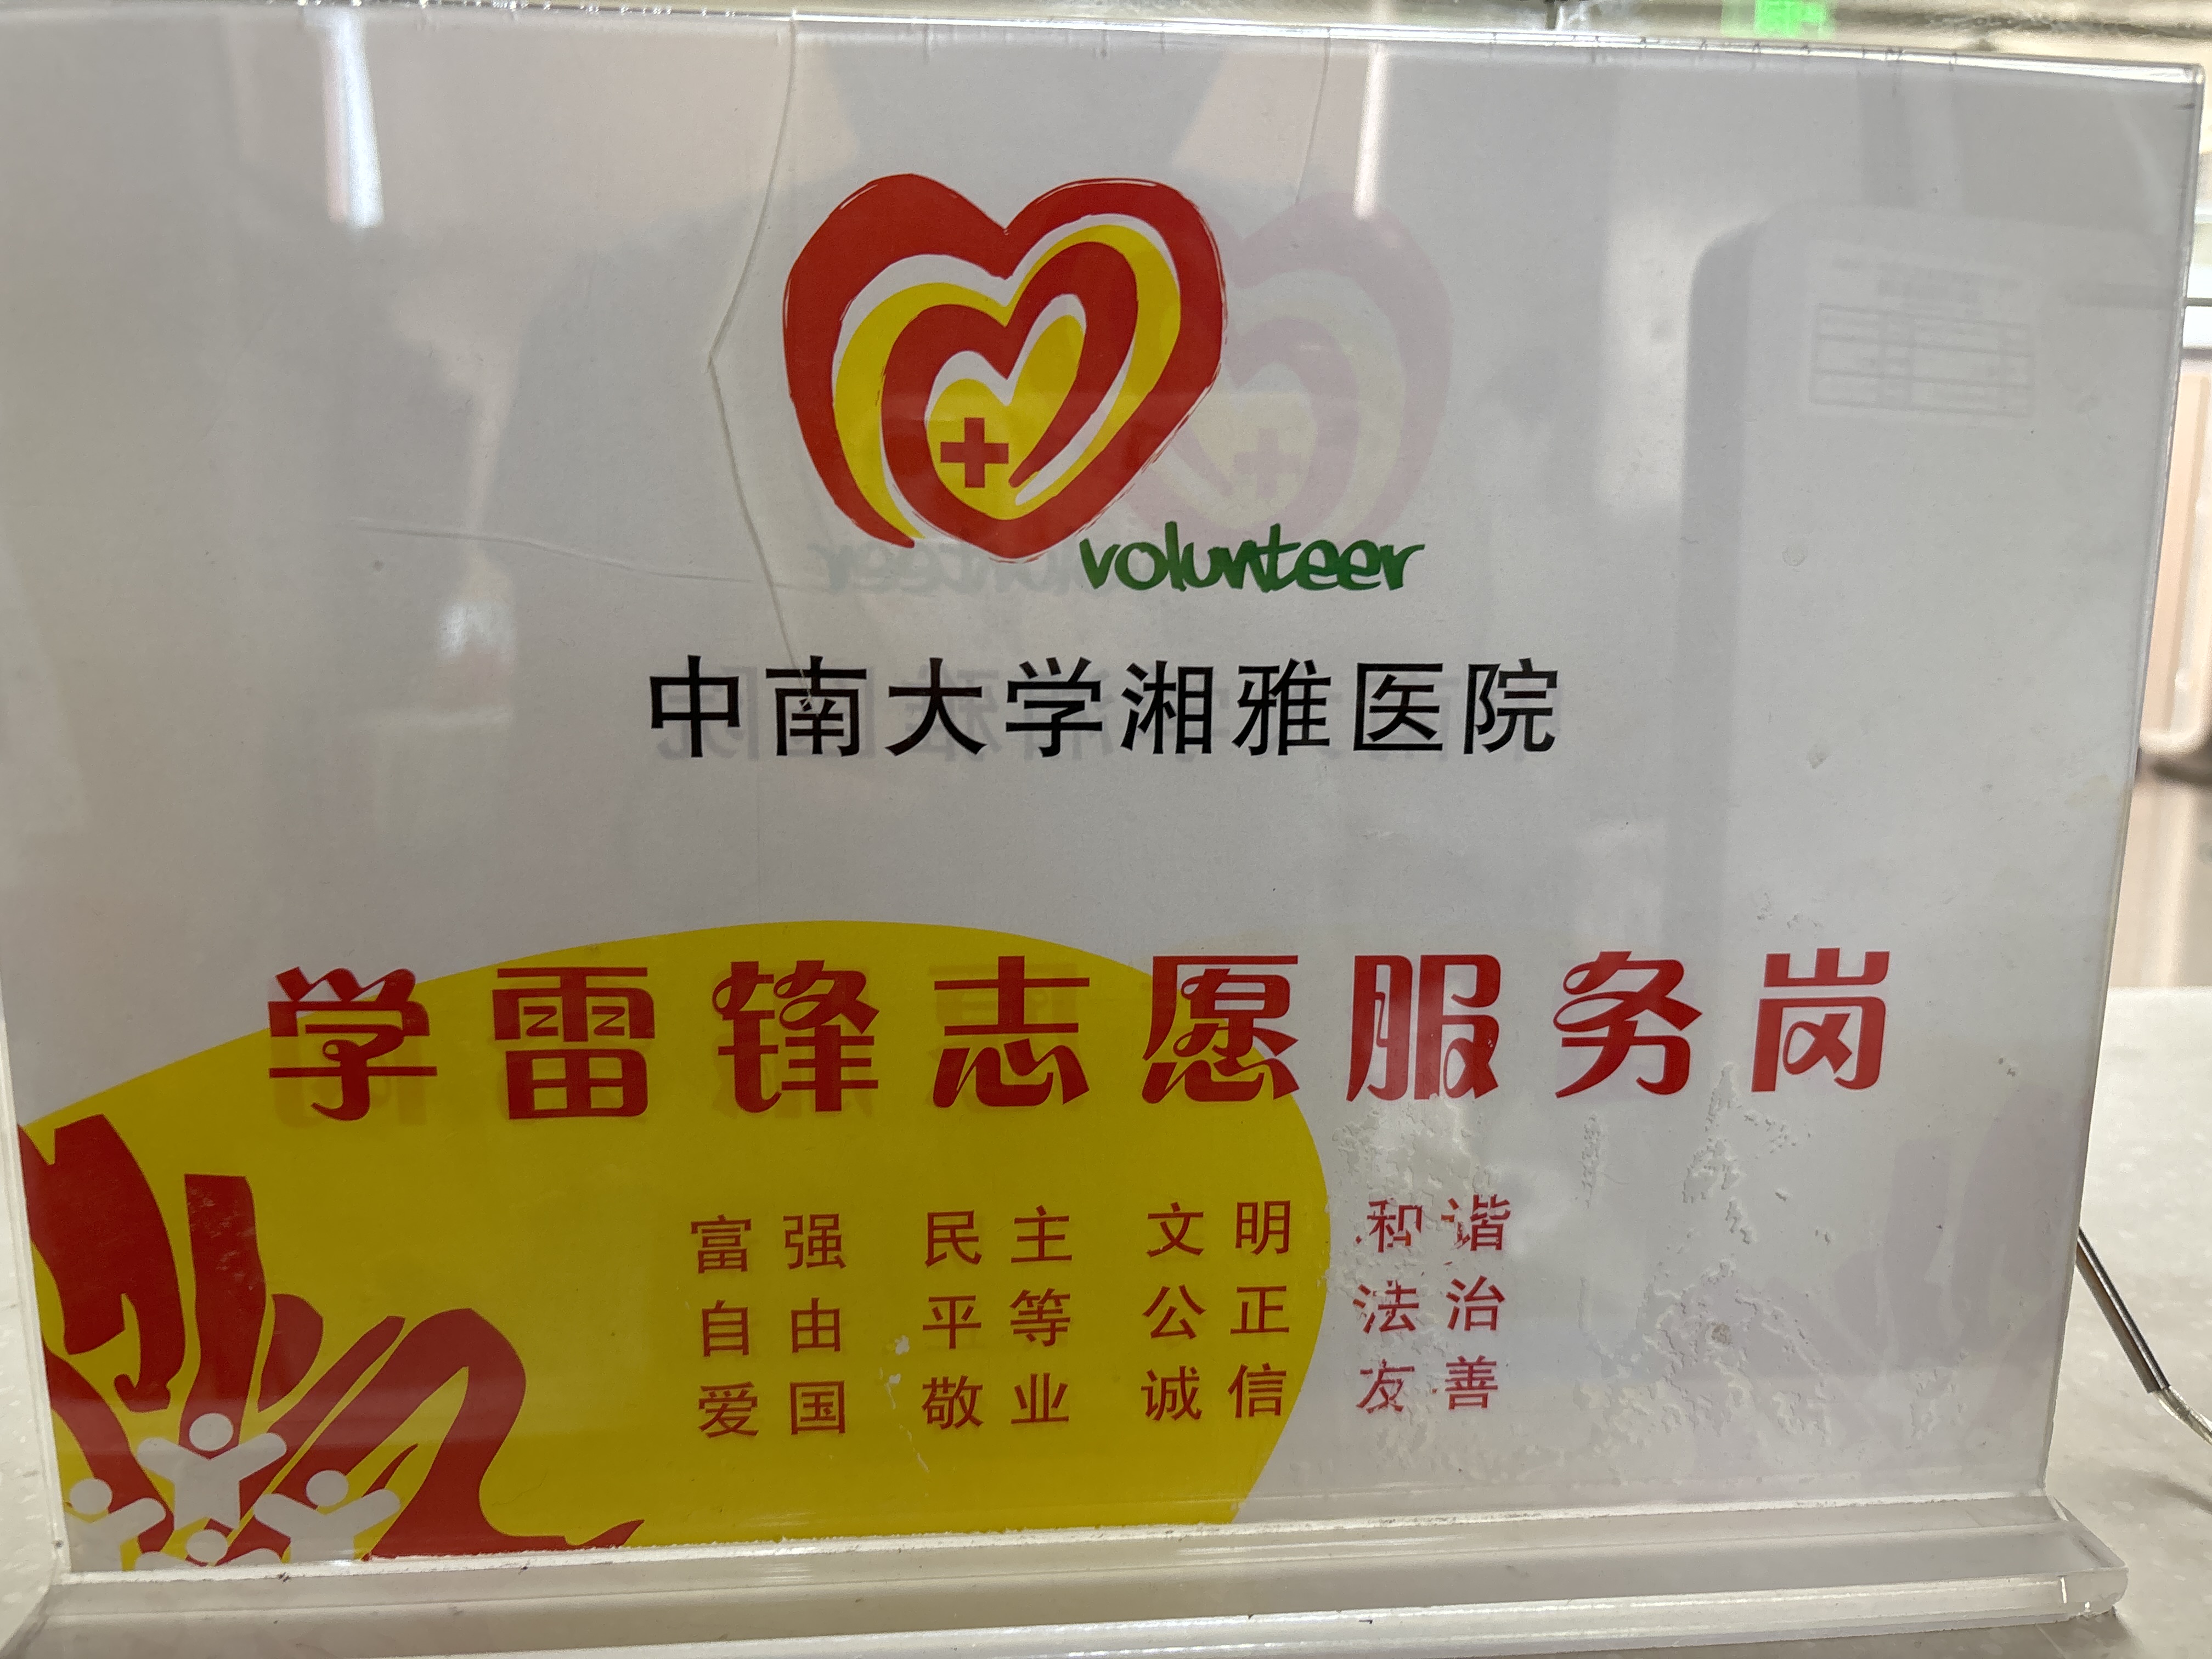 volunteer
中南大学湘雅医院
学雷锋志愿服务岗
富强 民主 文明 和谐
自由 平等 公正 法治
爱国 敬业 诚信 友善